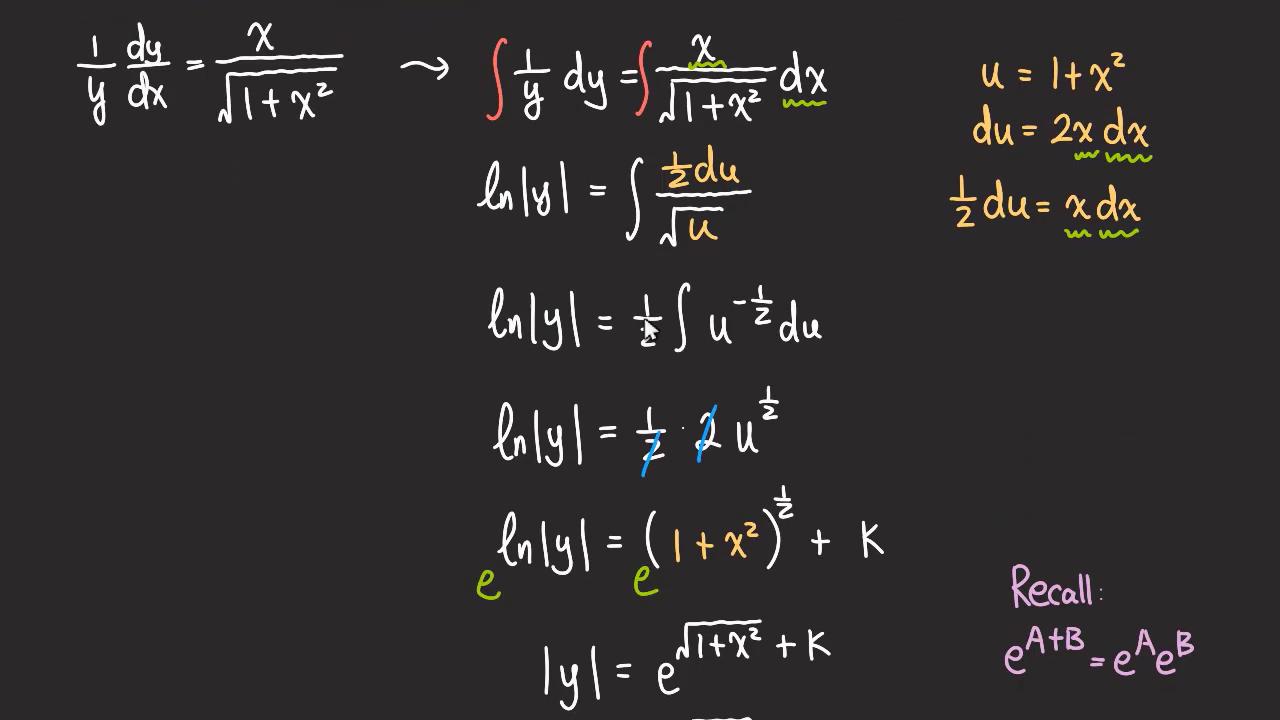 1/y dy/dx = x/√(1+x²) → ∫ 1/y dy = ∫ x/√(1+x²) dx
u = 1+x²
du = 2x dx
ln|y| = ∫ ½du/√u
½ du = x dx
ln|y| = ½ ∫ u^(-½) du
ln|y| = ½ · 2 u^(½)
e^(ln|y|) = e^((1+x²)^(½) + K)
Recall:
|y| = e^(√(1+x²) + K)
e^(A+B) = e^A e^B